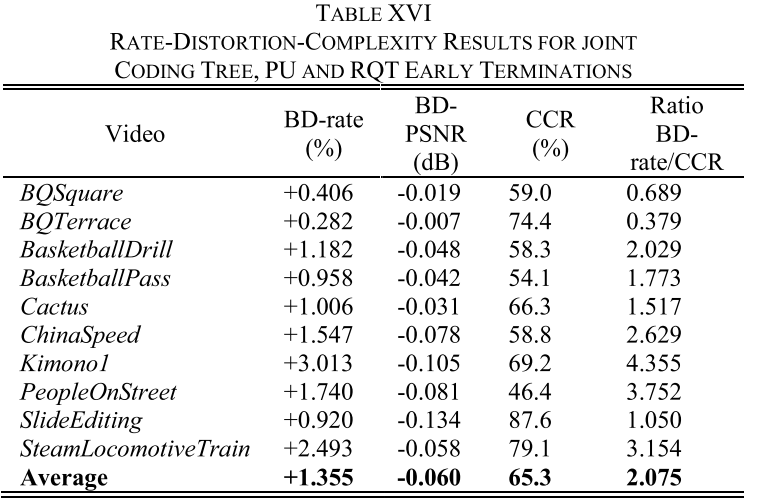 TABLE XVI
RATE-DISTORTION-COMPLEXITY RESULTS FOR JOINT
CODING TREE, PU AND RQT EARLY TERMINATIONS
Video BD-rate (%) BD-PSNR (dB) CCR (%) Ratio BD-rate/CCR
BQSquare +0.406 -0.019 59.0 0.689
BQTerrace +0.282 -0.007 74.4 0.379
BasketballDrill +1.182 -0.048 58.3 2.029
BasketballPass +0.958 -0.042 54.1 1.773
Cactus +1.006 -0.031 66.3 1.517
ChinaSpeed +1.547 -0.078 58.8 2.629
Kimono1 +3.013 -0.105 69.2 4.355
PeopleOnStreet +1.740 -0.081 46.4 3.752
SlideEditing +0.920 -0.134 87.6 1.050
SteamLocomotiveTrain +2.493 -0.058 79.1 3.154
Average +1.355 -0.060 65.3 2.075